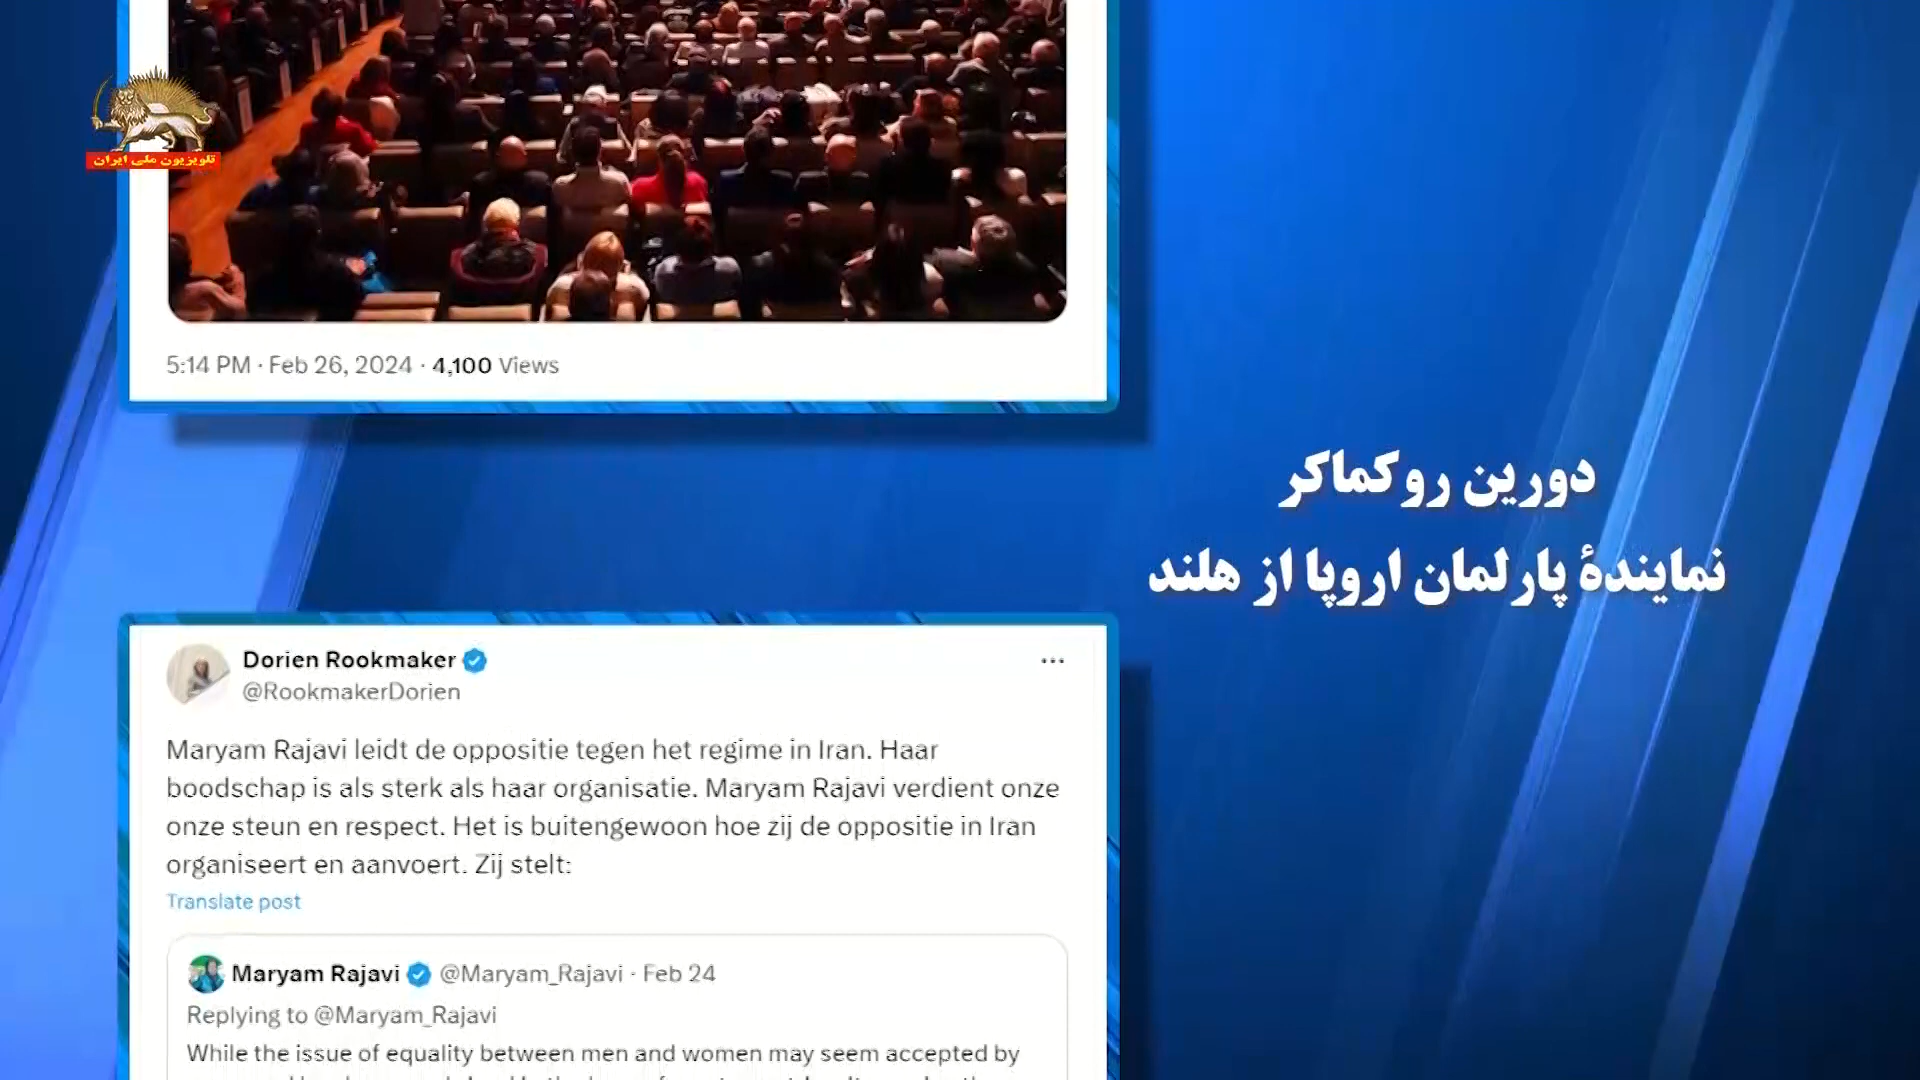 تلویزیون ملی ایران
5:14 PM · Feb 26, 2024 · 4,100 Views
دورین روکماکر
نمایندهٔ پارلمان اروپا از هلند
Dorien Rookmaker
@RookmakerDorien
Maryam Rajavi leidt de oppositie tegen het regime in Iran. Haar
boodschap is als sterk als haar organisatie. Maryam Rajavi verdient onze
onze steun en respect. Het is buitengewoon hoe zij de oppositie in Iran
organiseert en aanvoert. Zij stelt:
Translate post
Maryam Rajavi @Maryam_Rajavi · Feb 24
Replying to @Maryam_Rajavi
While the issue of equality between men and women may seem accepted by